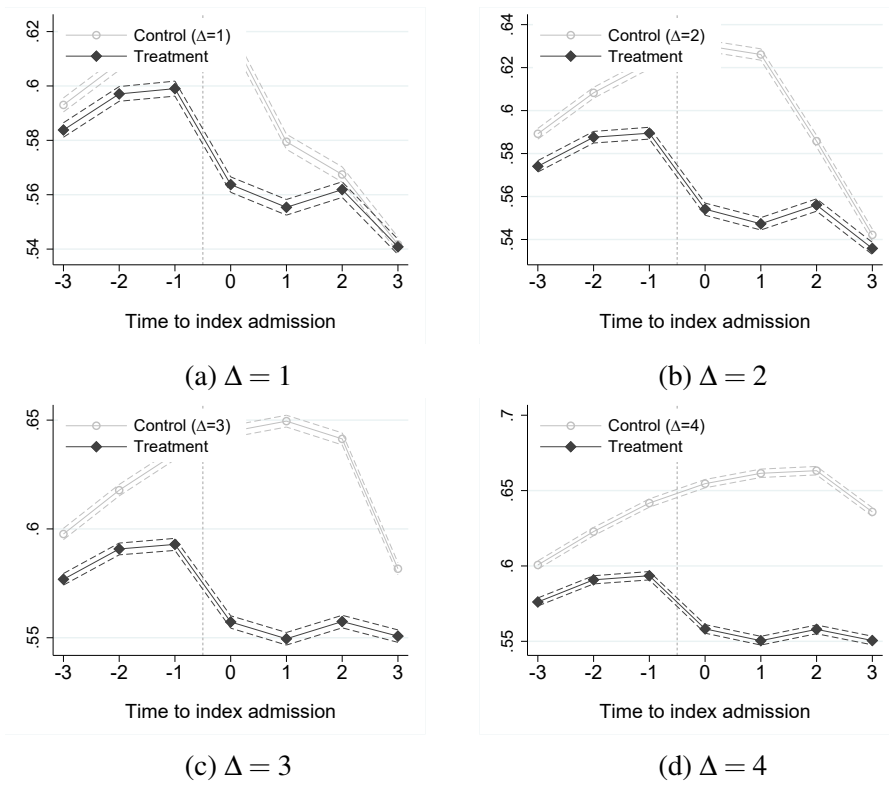 .62
.6
.58
.56
.54
Control (Δ=1)
Treatment
-3 -2 -1 0 1 2 3
Time to index admission
(a) Δ = 1
.64
.62
.6
.58
.56
.54
Control (Δ=2)
Treatment
-3 -2 -1 0 1 2 3
Time to index admission
(b) Δ = 2
.65
.6
.55
Control (Δ=3)
Treatment
-3 -2 -1 0 1 2 3
Time to index admission
(c) Δ = 3
.7
.65
.6
.55
Control (Δ=4)
Treatment
-3 -2 -1 0 1 2 3
Time to index admission
(d) Δ = 4